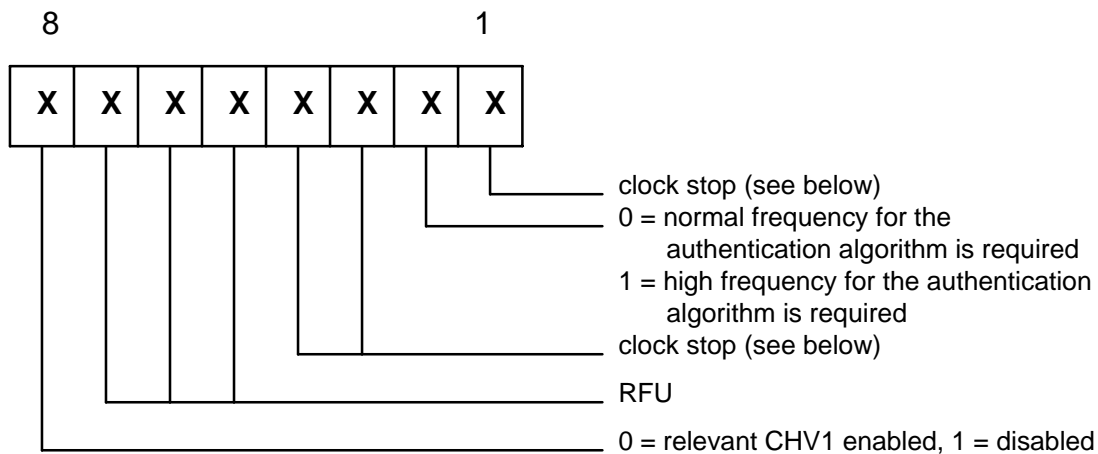 8 1
X X X X X X X X
clock stop (see below)
0 = normal frequency for the
authentication algorithm is required
1 = high frequency for the authentication
algorithm is required
clock stop (see below)
RFU
0 = relevant CHV1 enabled, 1 = disabled